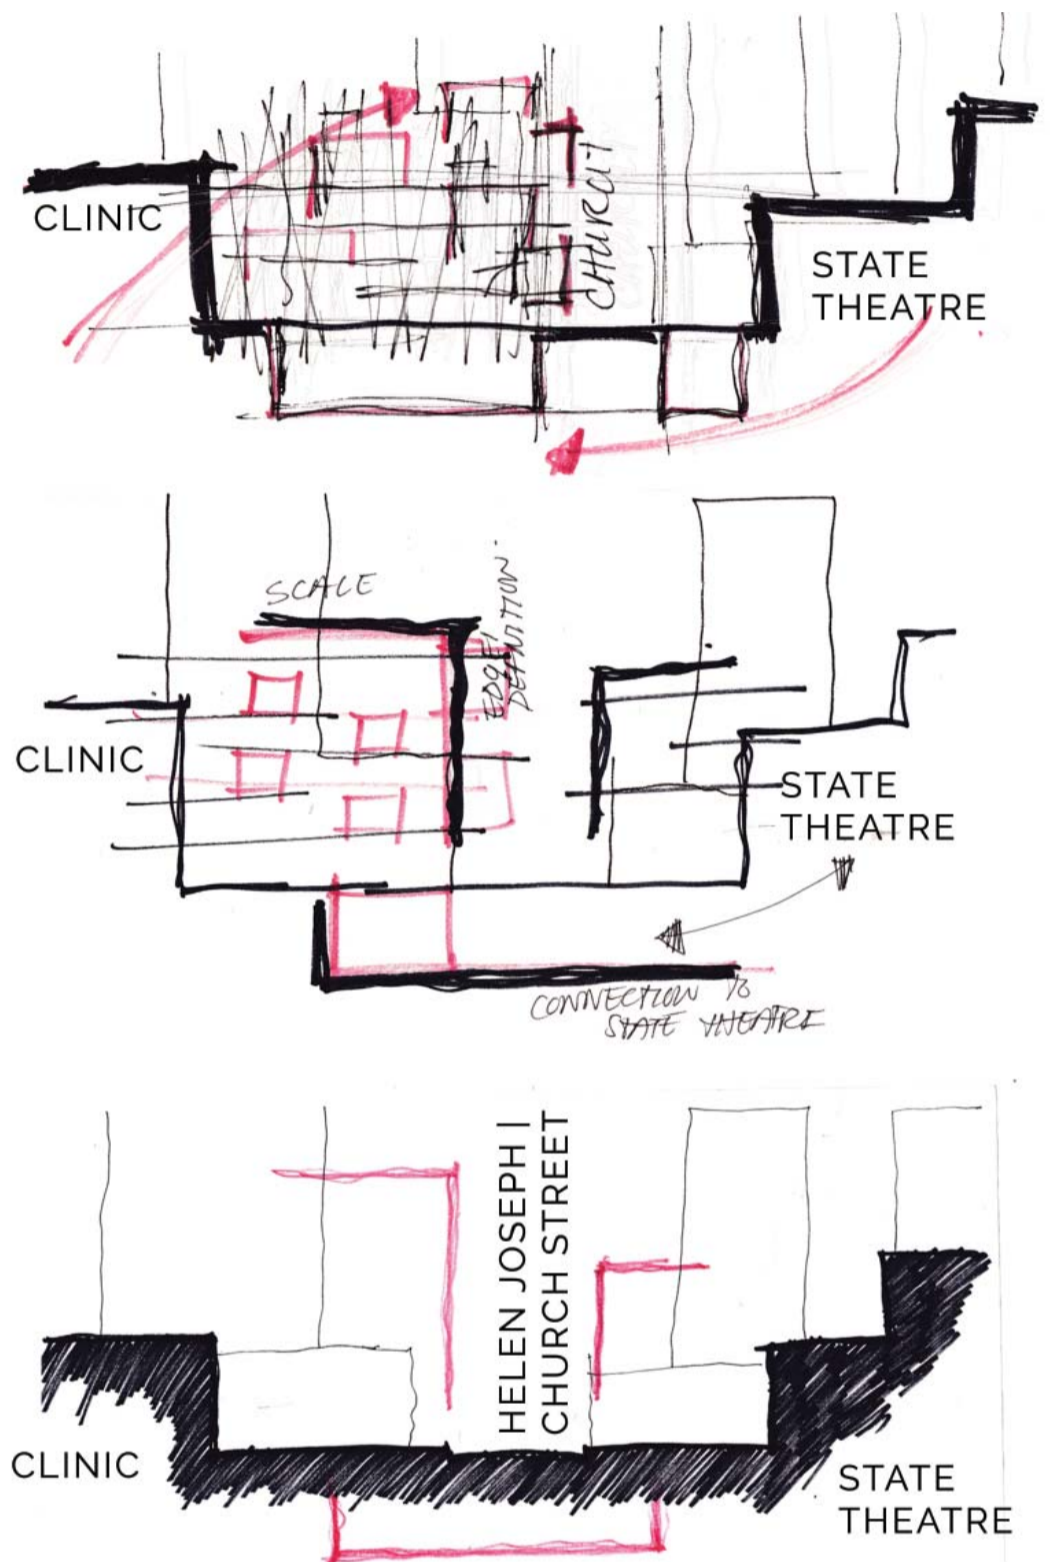 CLINIC
CHURCH
STATE
THEATRE
SCALE
EDGE
DEFINITION
CLINIC
STATE
THEATRE
CONNECTION TO
STATE THEATRE
HELEN JOSEPH |
CHURCH STREET
CLINIC
STATE
THEATRE